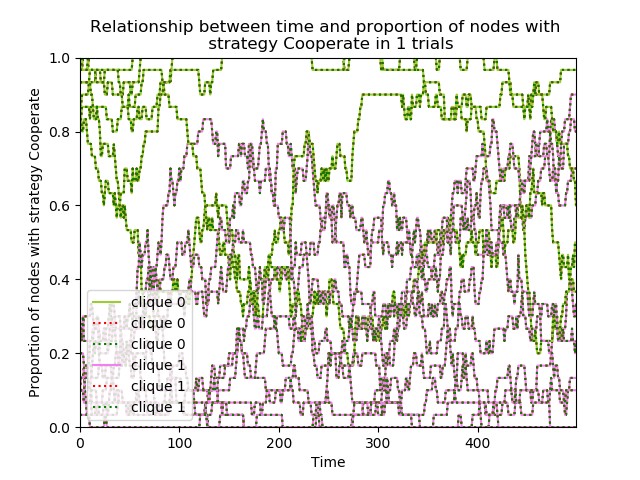 Relationship between time and proportion of nodes with
strategy Cooperate in 1 trials
Proportion of nodes with strategy Cooperate
1.0
0.8
0.6
0.4
0.2
0.0
clique 0
clique 0
clique 0
clique 1
clique 1
clique 1
0
100
200
300
400
Time